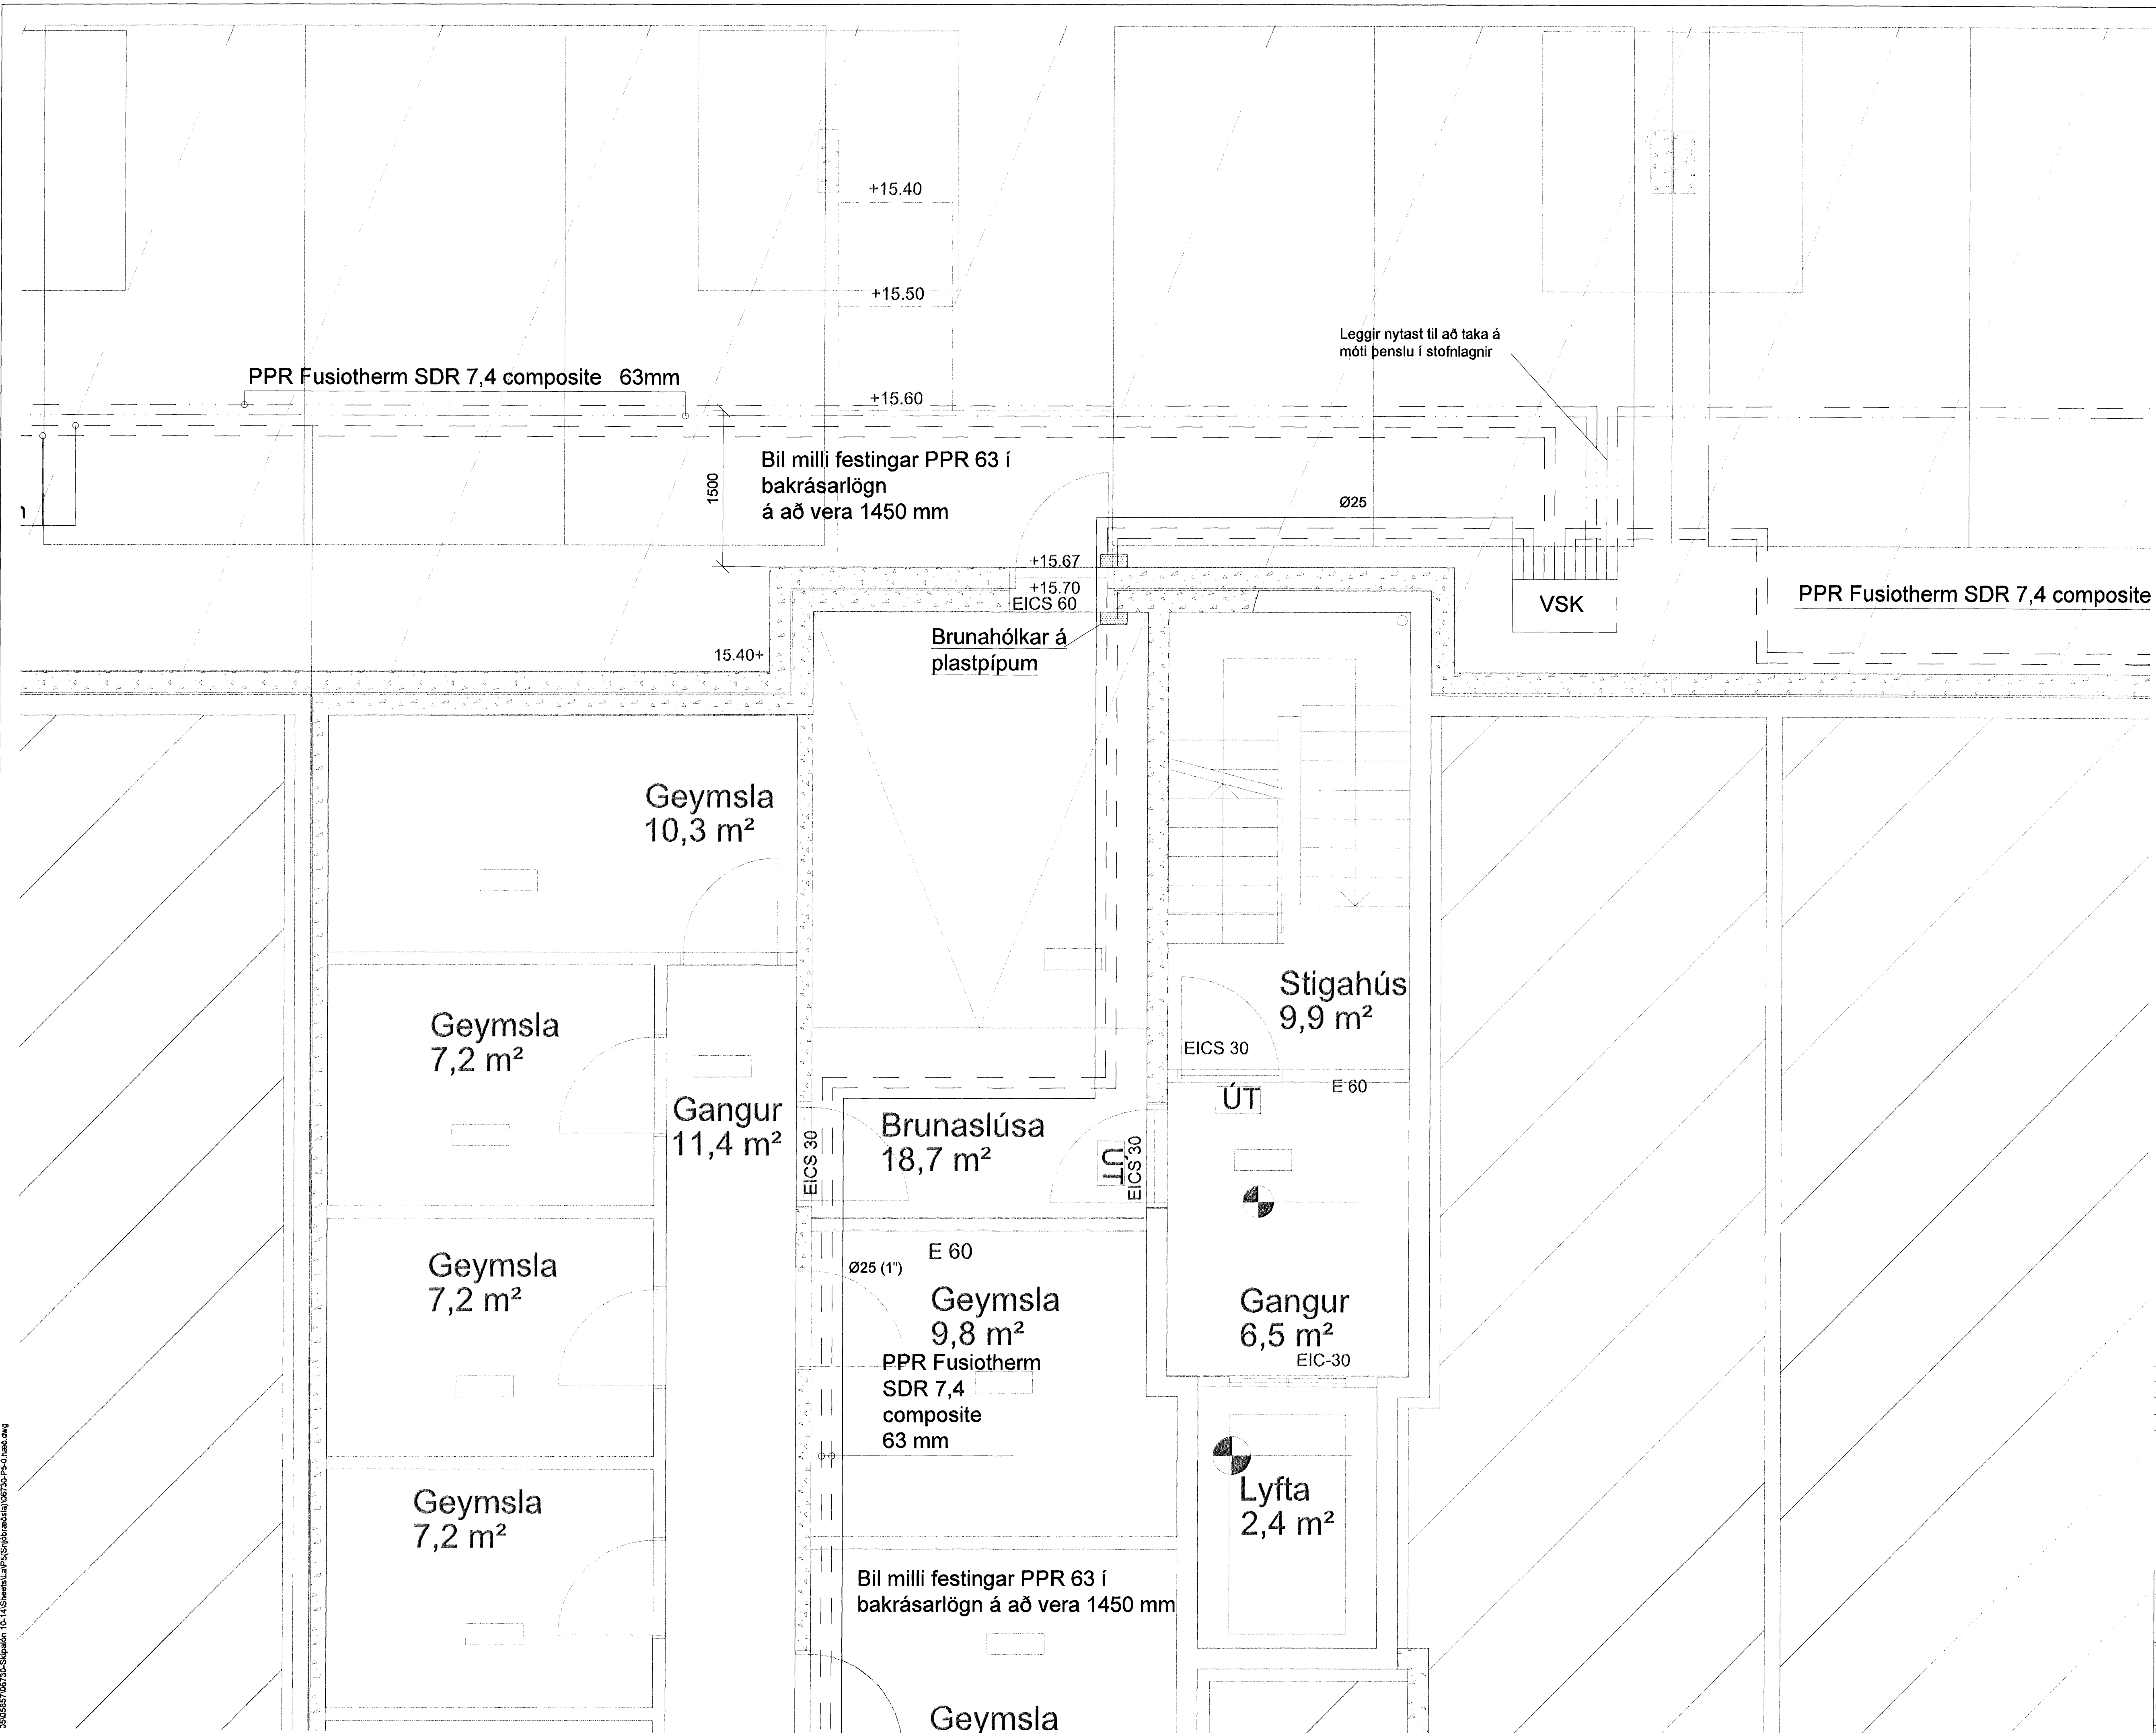 +15.40
+15.50
Leggir nytast til að taka á
móti þenslu í stofnlagnir
PPR Fusiotherm SDR 7,4 composite 63mm
+15.60
Bil milli festingar PPR 63 í
bakrásarlögn
á að vera 1450 mm
1500
Ø25
+15.67
+15.70
EICS 60
VSK
PPR Fusiotherm SDR 7,4 composite
Brunahólkar á
plastpípum
15.40+
Geymsla
10,3 m²
Stigahús
9,9 m²
Geymsla
7,2 m²
EICS 30
E 60
ÚT
Gangur
11,4 m²
Brunaslúsa
18,7 m²
EICS 30
ÚT
EICS 30
E 60
Geymsla
7,2 m²
Ø25 (1")
Geymsla
9,8 m²
Gangur
6,5 m²
EIC-30
PPR Fusiotherm
SDR 7,4
composite
63 mm
Geymsla
7,2 m²
Lyfta
2,4 m²
Bil milli festingar PPR 63 í
bakrásarlögn á að vera 1450 mm
Geymsla